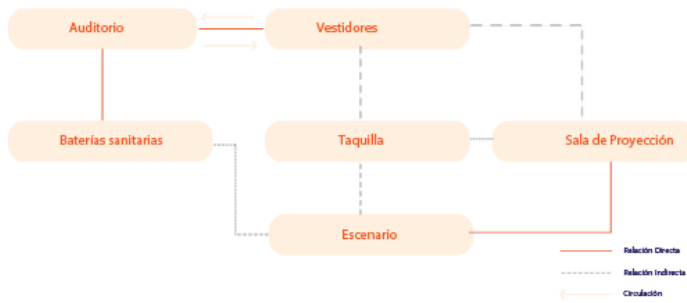 Auditorio
Vestidores
Baterías sanitarias
Taquilla
Sala de Proyección
Escenario
Relación Directa
Relación Indirecta
Circulación